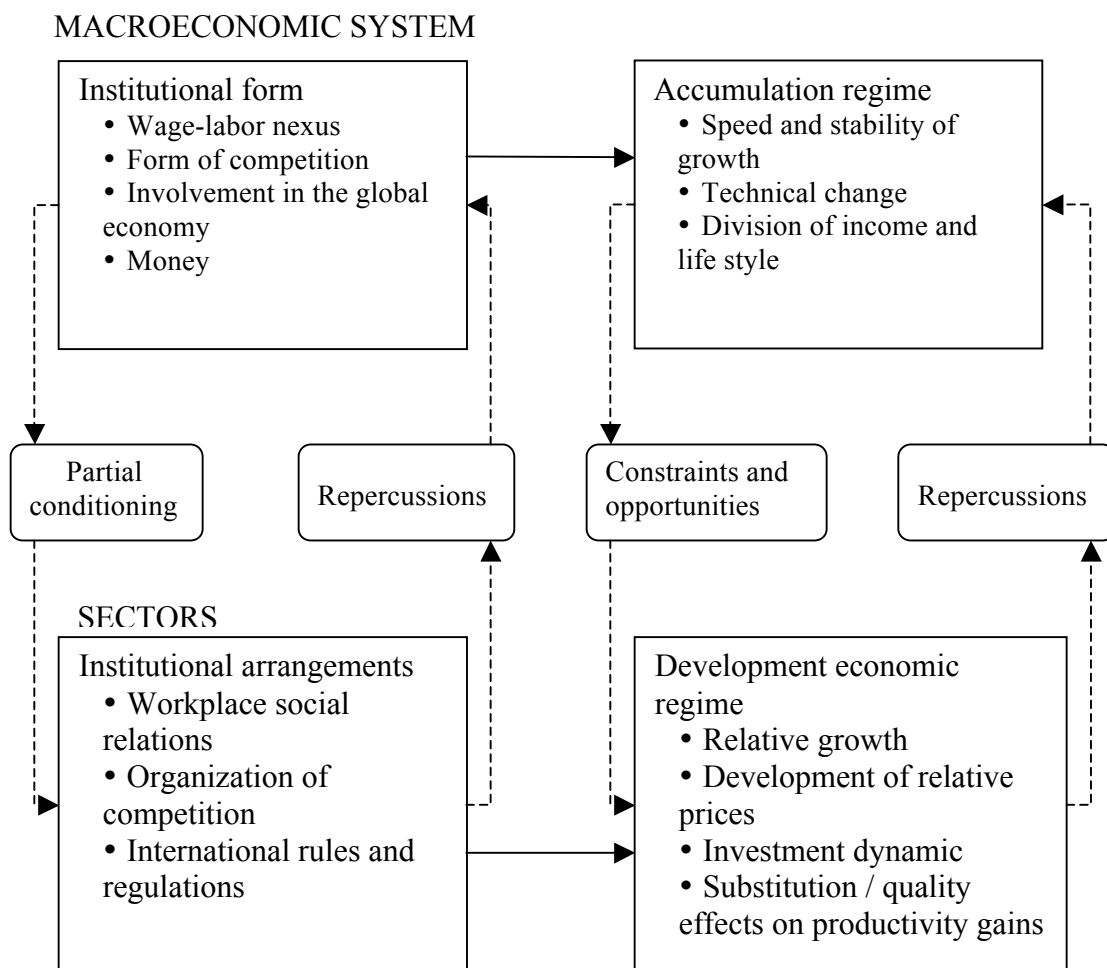 MACROECONOMIC SYSTEM
Institutional form
• Wage-labor nexus
• Form of competition
• Involvement in the global
economy
• Money
Accumulation regime
• Speed and stability of
growth
• Technical change
• Division of income and
life style
Partial
conditioning
Repercussions
Constraints and
opportunities
Repercussions
SECTORS
Institutional arrangements
• Workplace social
relations
• Organization of
competition
• International rules and
regulations
Development economic
regime
• Relative growth
• Development of relative
prices
• Investment dynamic
• Substitution / quality
effects on productivity gains